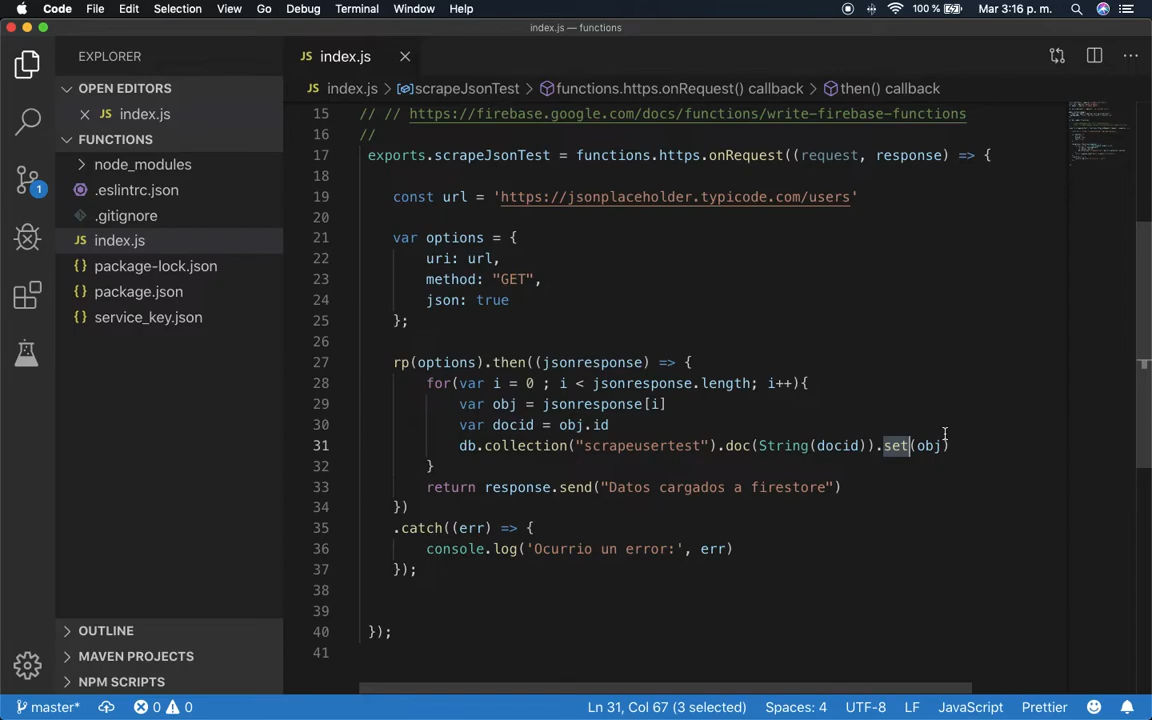 Code File Edit Selection View Go Debug Terminal Window Help 100 % Mar 3:16 p. m.
index.js — functions
EXPLORER
JS index.js
OPEN EDITORS
JS index.js > scrapeJsonTest > functions.https.onRequest() callback > then() callback
JS index.js
FUNCTIONS
node_modules
.eslintrc.js
.gitignore
JS index.js
{} package-lock.json
{} package.json
{} service_key.json
OUTLINE
MAVEN PROJECTS
NPM SCRIPTS
15 // // https://firebase.google.com/docs/functions/write-firebase-functions
16 //
17 exports.scrapeJsonTest = functions.https.onRequest((request, response) => {
18
19 const url = 'https://jsonplaceholder.typicode.com/users'
20
21 var options = {
22 uri: url,
23 method: "GET",
24 json: true
25 };
26
27 rp(options).then((jsonresponse) => {
28 for(var i = 0 ; i < jsonresponse.length; i++){
29 var obj = jsonresponse[i]
30 var docid = obj.id
31 db.collection("scrapeusertest").doc(String(docid)).set(obj)
32 }
33 return response.send("Datos cargados a firestore")
34 })
35 .catch((err) => {
36 console.log('Ocurrio un error:', err)
37 });
38
39
40 });
41
1
master* 0 0 Ln 31, Col 67 (3 selected) Spaces: 4 UTF-8 LF JavaScript Prettier